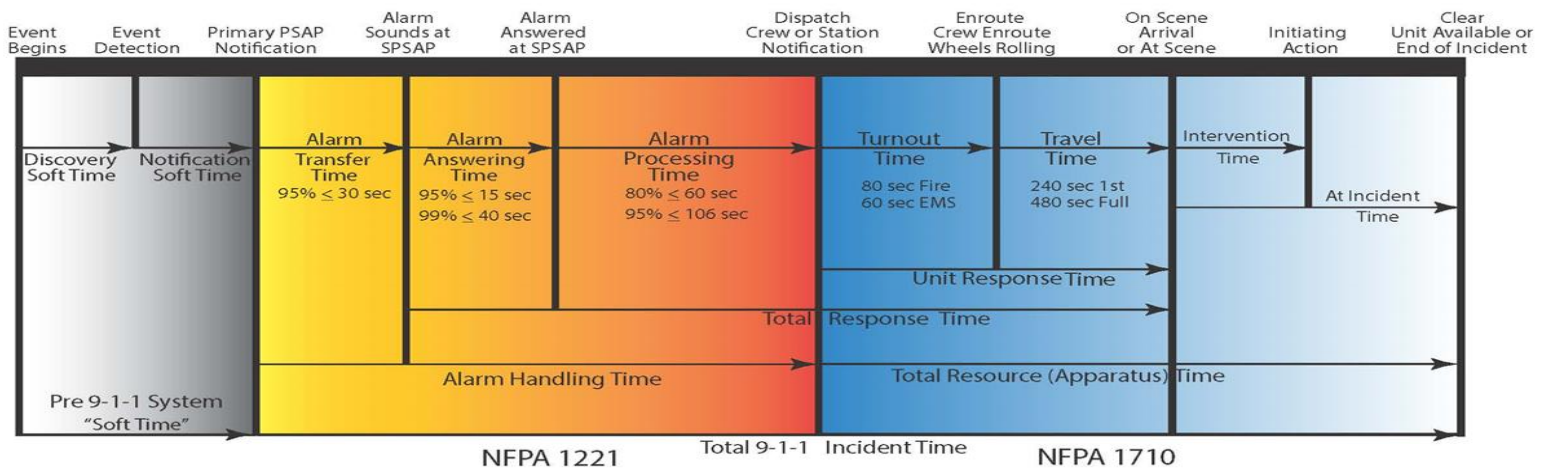 Event
Begins
Event
Detection
Primary PSAP
Notification
Alarm
Sounds at
SPSAP
Alarm
Answered
at SPSAP
Dispatch
Crew or Station
Notification
Enroute
Crew Enroute
Wheels Rolling
On Scene
Arrival
or At Scene
Initiating
Action
Clear
Unit Available or
End of Incident
Discovery
Soft Time
Notification
Soft Time
Alarm
Transfer
Time
95% ≤ 30 sec
Alarm
Answering
Time
95% ≤ 15 sec
99% ≤ 40 sec
Alarm
Processing
Time
80% ≤ 60 sec
95% ≤ 106 sec
Turnout
Time
80 sec Fire
60 sec EMS
Travel
Time
240 sec 1st
480 sec Full
Intervention
Time
At Incident
Time
Unit Response Time
Total Response Time
Alarm Handling Time
Total Resource (Apparatus) Time
Pre 9-1-1 System
“Soft Time”
Total 9-1-1 Incident Time
NFPA 1221
NFPA 1710